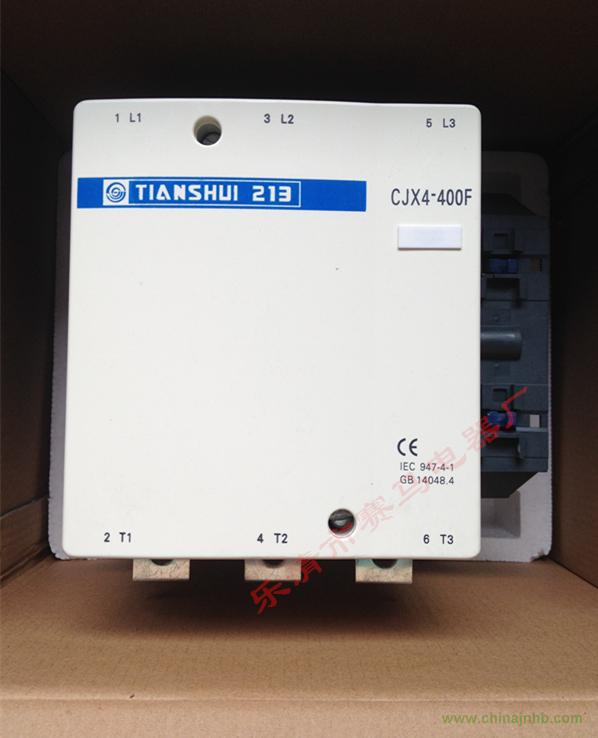 1 L1 3 L2 5 L3
TIANSHUI 213
CJX4-400F
CE
IEC 947-4-1
GB 14048.4
2 T1 4 T2 6 T3
乐清市赛马电器厂
www.chinajnhb.com